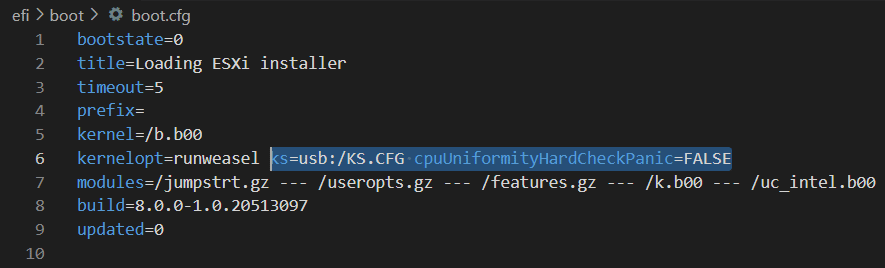 efi > boot > boot.cfg
1 bootstate=0
2 title=Loading ESXi installer
3 timeout=5
4 prefix=
5 kernel=/b.b00
6 kernelopt=runweasel ks=usb:/KS.CFG cpuUniformityHardCheckPanic=FALSE
7 modules=/jumpstrt.gz --- /useropts.gz --- /features.gz --- /k.b00 --- /uc_intel.b00
8 build=8.0.0-1.0.20513097
9 updated=0
10